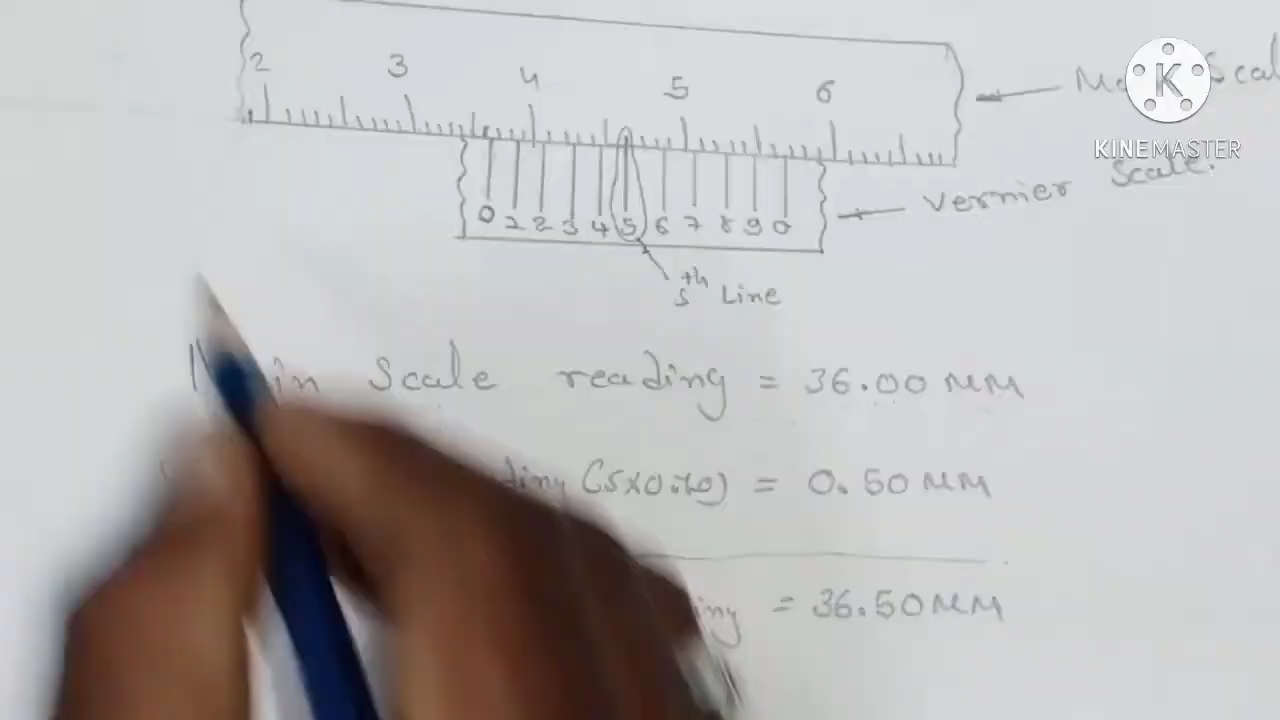 2 3 4 5 6
Scale
KINEMASTER
Vernier Scale.
0 1 2 3 4 5 6 7 8 9 0
5th Line
Main Scale reading = 36.00 MM
(5x0.10) = 0.50 MM
= 36.50 MM